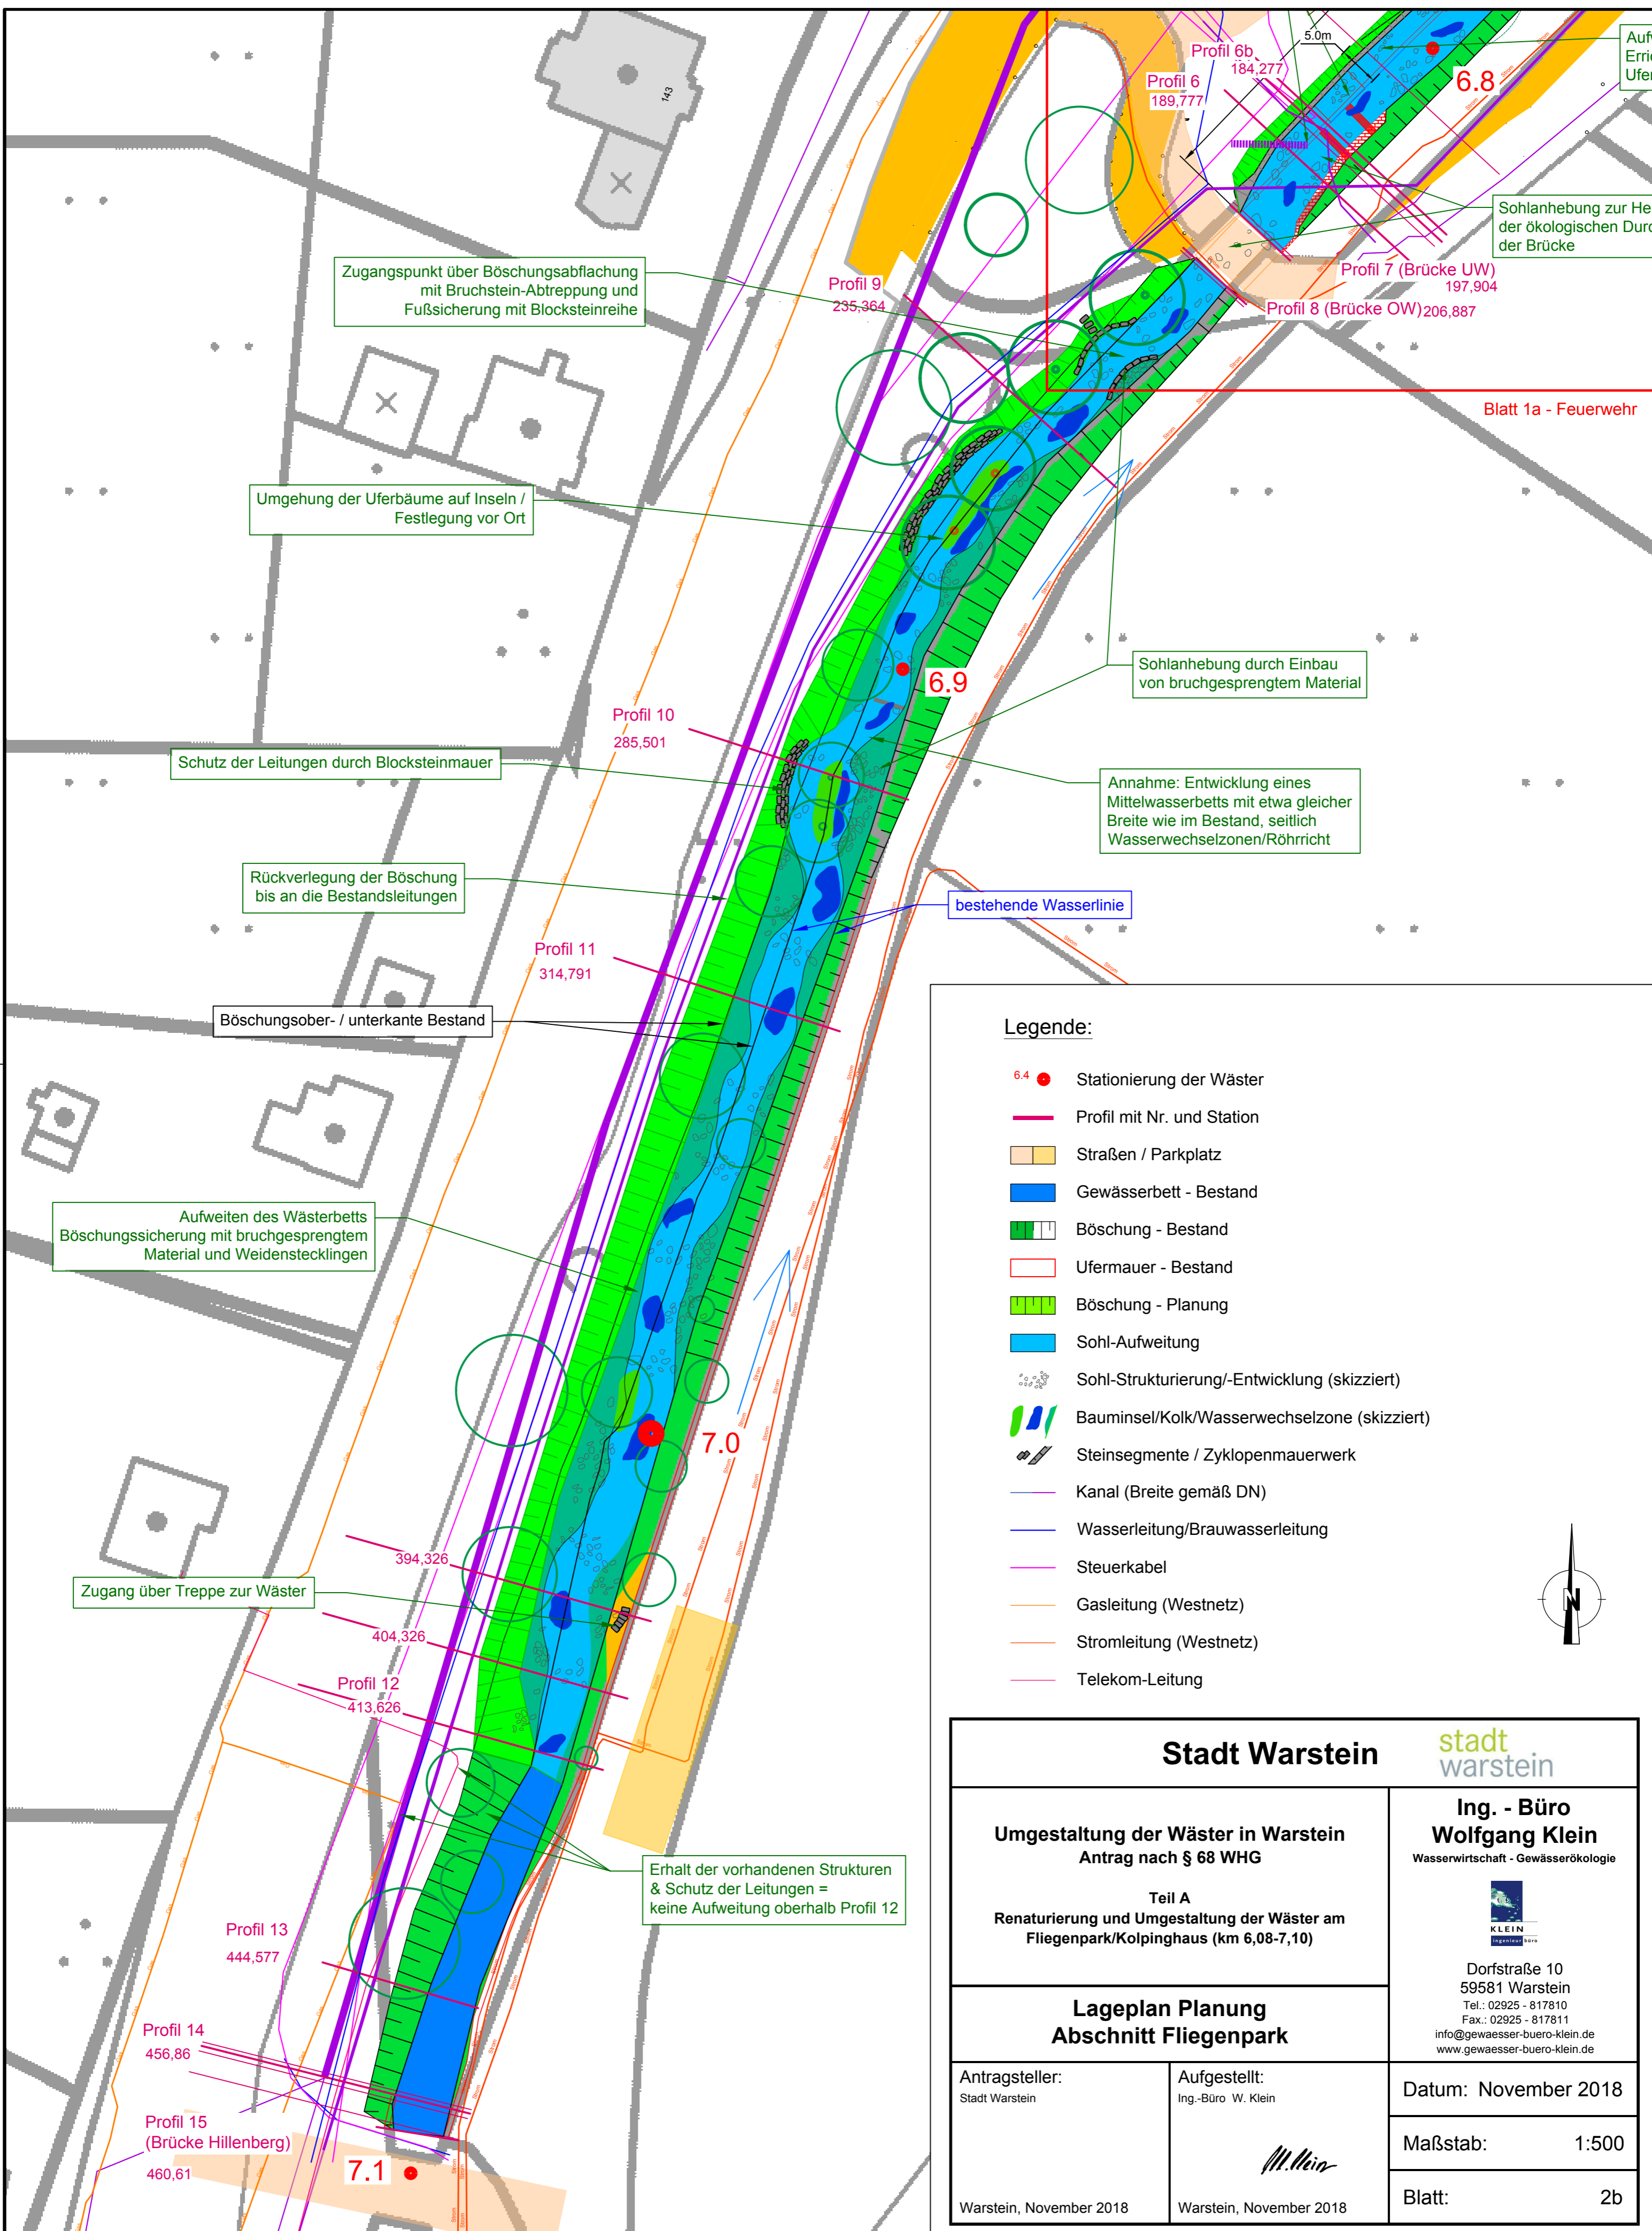 143
5.0m
Profil 6b
184,277
Profil 6
189,777
6.8
Zugangspunkt über Böschungsabflachung
mit Bruchstein-Abtreppung und
Fußsicherung mit Blocksteinreihe
Profil 9
235,364
Sohlanhebung zur
der ökologischen
der Brücke
Profil 7 (Brücke UW)
197,904
Profil 8 (Brücke OW) 206,887
Blatt 1a - Feuerwehr
Umgehung der Uferbäume auf Inseln /
Festlegung vor Ort
6.9
Sohlanhebung durch Einbau
von bruchgesprengtem Material
Profil 10
285,501
Schutz der Leitungen durch Blocksteinmauer
Annahme: Entwicklung eines
Mittelwasserbetts mit etwa gleicher
Breite wie im Bestand, seitlich
Wasserwechselzonen/Röhrricht
Rückverlegung der Böschung
bis an die Bestandsleitungen
bestehende Wasserlinie
Profil 11
314,791
Böschungsober- / unterkante Bestand
Aufweiten des Wästerbetts
Böschungssicherung mit bruchgesprengtem
Material und Weidenstecklingen
7.0
394,326
Zugang über Treppe zur Wäster
404,326
Profil 12
413,626
Erhalt der vorhandenen Strukturen
& Schutz der Leitungen =
keine Aufweitung oberhalb Profil 12
Profil 13
444,577
Profil 14
456,86
Profil 15
(Brücke Hillenberg)
460,61
7.1
Gas
Strom
Legende:
6.4 Stationierung der Wäster
Profil mit Nr. und Station
Straßen / Parkplatz
Gewässerbett - Bestand
Böschung - Bestand
Ufermauer - Bestand
Böschung - Planung
Sohl-Aufweitung
Sohl-Strukturierung/-Entwicklung (skizziert)
Bauminsel/Kolk/Wasserwechselzone (skizziert)
Steinsegmente / Zyklopenmauerwerk
Kanal (Breite gemäß DN)
Wasserleitung/Brauwasserleitung
Steuerkabel
Gasleitung (Westnetz)
Stromleitung (Westnetz)
Telekom-Leitung
N
Stadt Warstein
stadt
warstein
Umgestaltung der Wäster in Warstein
Antrag nach § 68 WHG
Teil A
Renaturierung und Umgestaltung der Wäster am
Fliegenpark/Kolpinghaus (km 6,08-7,10)
Ing. - Büro
Wolfgang Klein
Wasserwirtschaft - Gewässerökologie
KLEIN
ingenieur büro
Dorfstraße 10
59581 Warstein
Tel.: 02925 - 817810
Fax.: 02925 - 817811
info@gewaesser-buero-klein.de
www.gewaesser-buero-klein.de
Lageplan Planung
Abschnitt Fliegenpark
Antragsteller:
Stadt Warstein
Warstein, November 2018
Aufgestellt:
Ing.-Büro W. Klein
W. Klein
Warstein, November 2018
Datum: November 2018
Maßstab: 1:500
Blatt: 2b